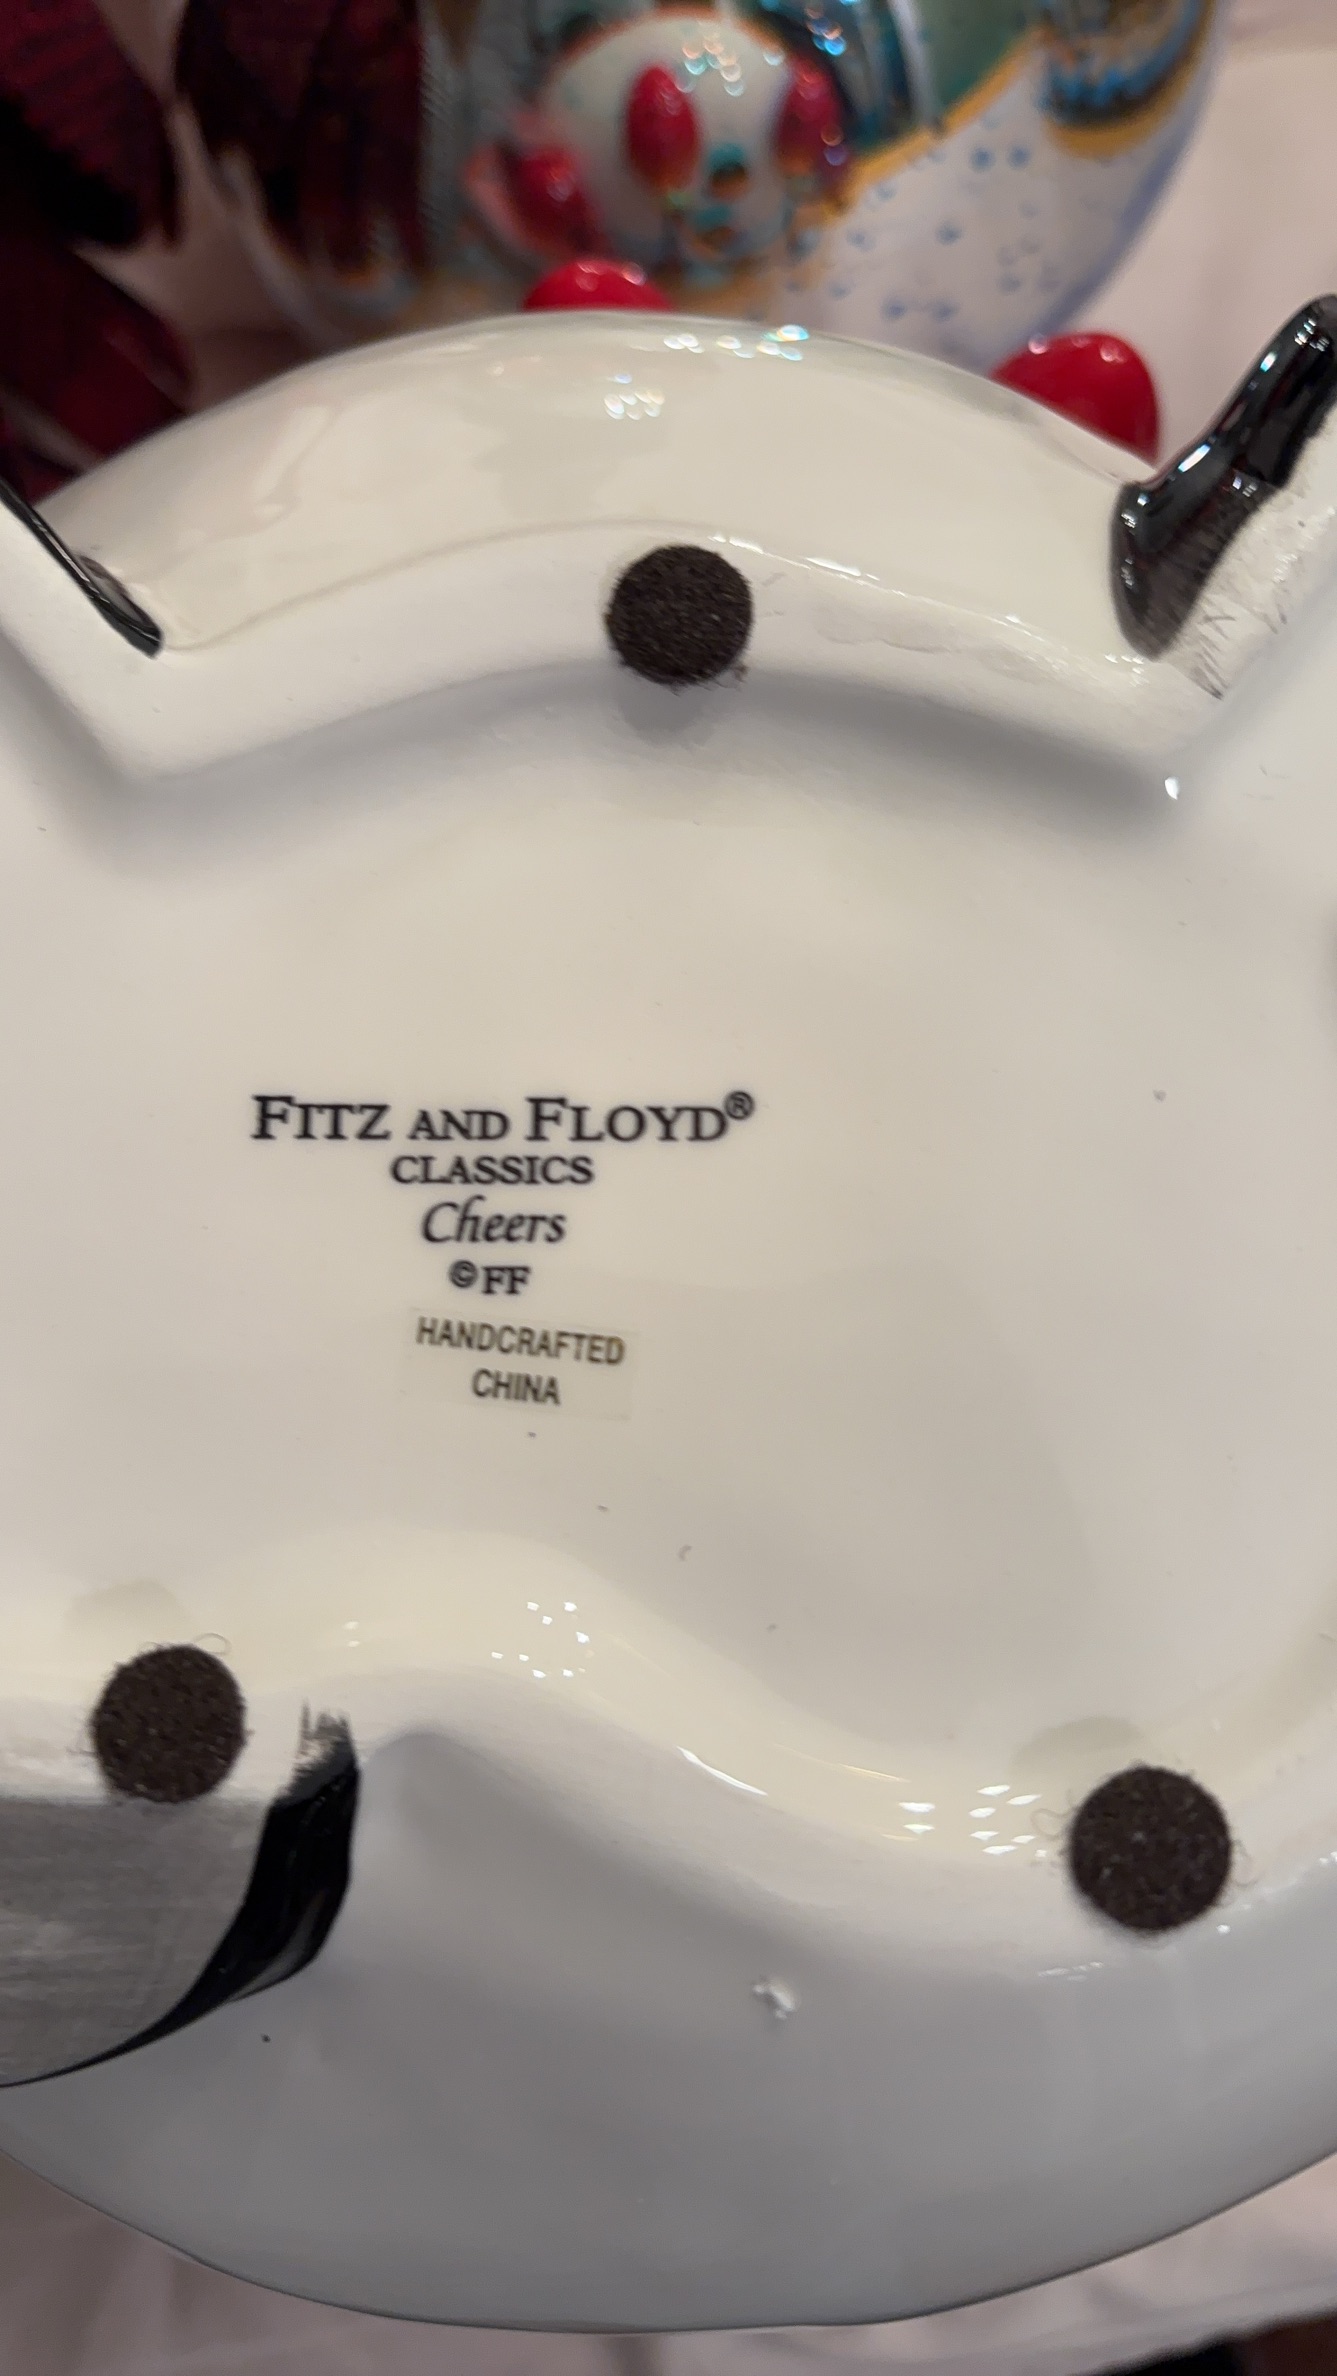 FITZ AND FLOYD®
CLASSICS
Cheers
©FF
HANDCRAFTED
CHINA